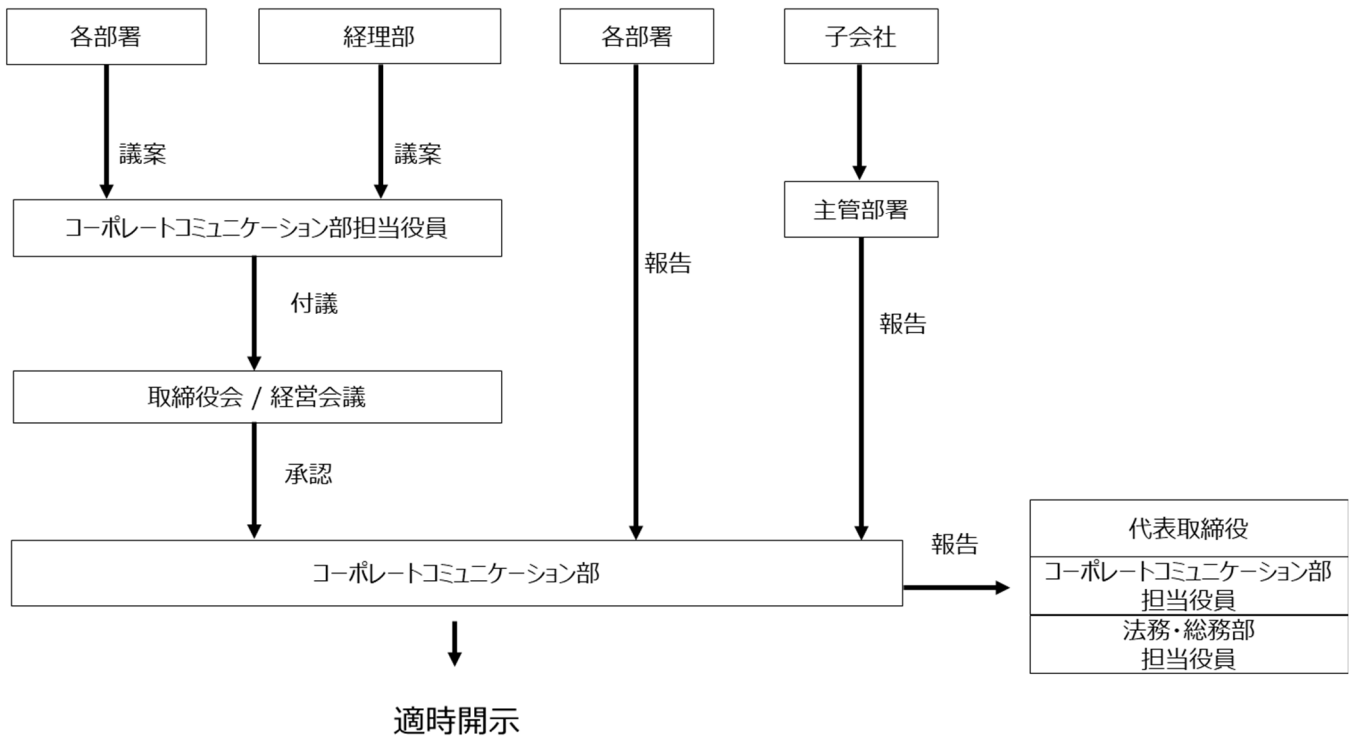 各部署
経理部
各部署
子会社
議案
議案
主管部署
コーポレートコミュニケーション部担当役員
報告
付議
報告
取締役会 / 経営会議
承認
代表取締役
報告
コーポレートコミュニケーション部
コーポレートコミュニケーション部
担当役員
法務・総務部
担当役員
適時開示